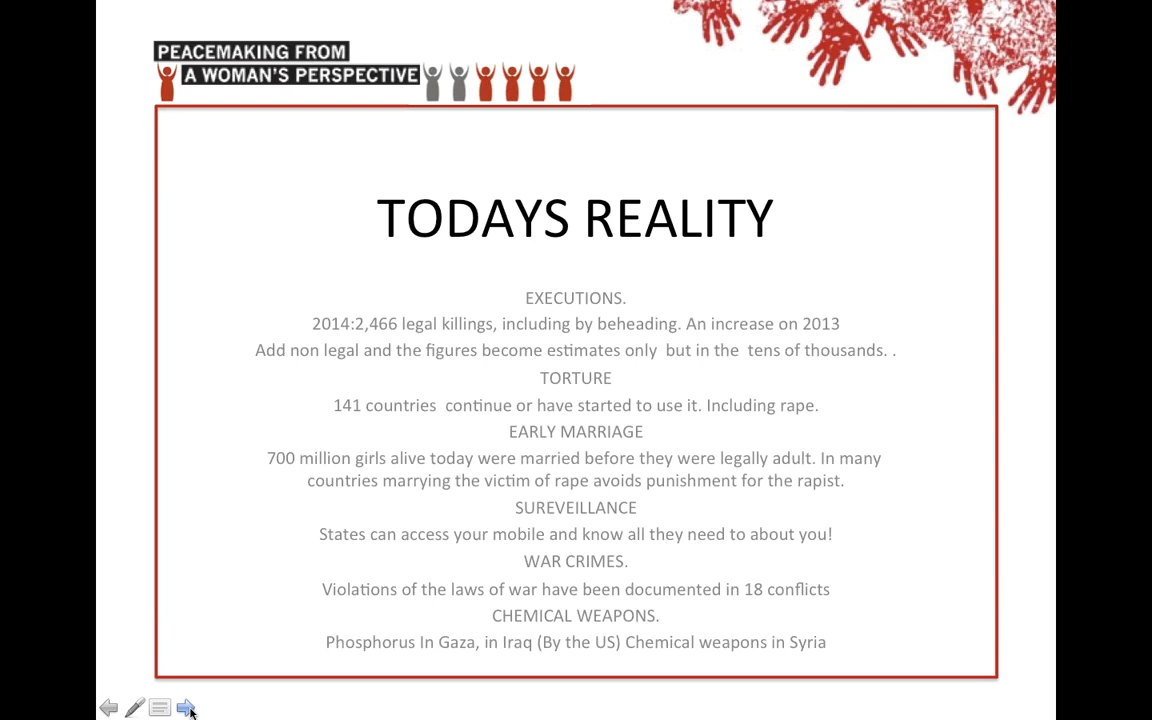 PEACEMAKING FROM
A WOMAN'S PERSPECTIVE
TODAYS REALITY
EXECUTIONS.
2014:2,466 legal killings, including by beheading. An increase on 2013
Add non legal and the figures become estimates only  but in the  tens of thousands. .
TORTURE
141 countries  continue or have started to use it. Including rape.
EARLY MARRIAGE
700 million girls alive today were married before they were legally adult. In many
countries marrying the victim of rape avoids punishment for the rapist.
SUREVEILLANCE
States can access your mobile and know all they need to about you!
WAR CRIMES.
Violations of the laws of war have been documented in 18 conflicts
CHEMICAL WEAPONS.
Phosphorus In Gaza, in Iraq (By the US) Chemical weapons in Syria